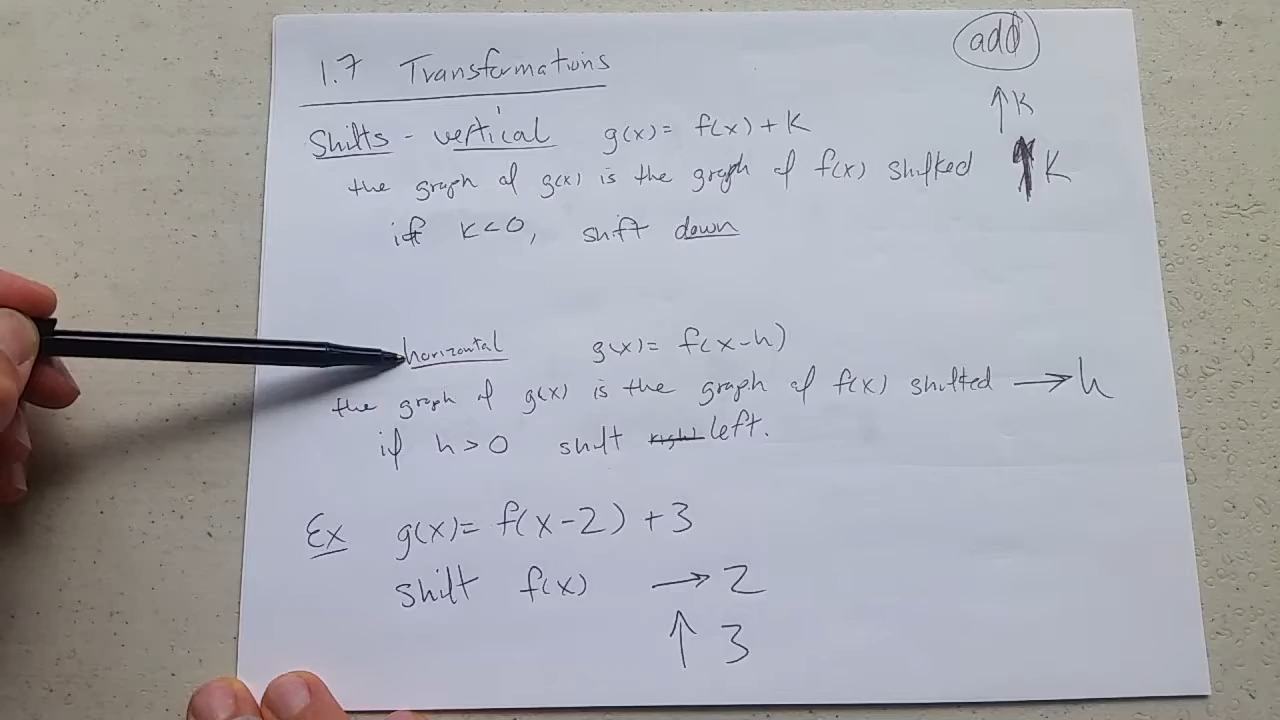 1.7 Transformations
add
↑ K
Shifts - vertical g(x) = f(x) + K
the graph of g(x) is the graph of f(x) shifted ↑ K
if K < 0, shift down
horizontal g(x) = f(x-h)
the graph of g(x) is the graph of f(x) shifted → h
if h > 0 shift right left.
Ex g(x) = f(x-2) + 3
shift f(x) → 2
↑ 3